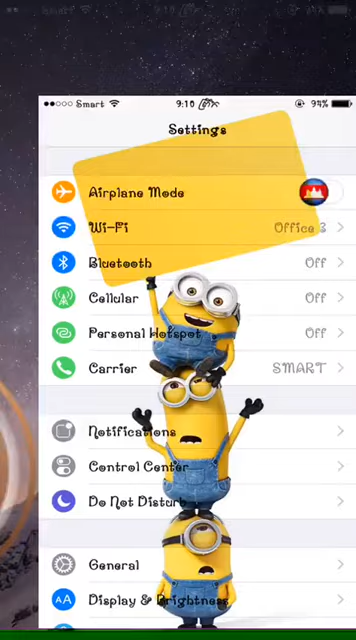 Smart 9:10 94%
Settings
Airplane Mode
Wi-Fi Office 3
Bluetooth Off
Cellular Off
Personal Hotspot Off
Carrier SMART
Notifications
Control Center
Do Not Disturb
General
AA Display & Brightness